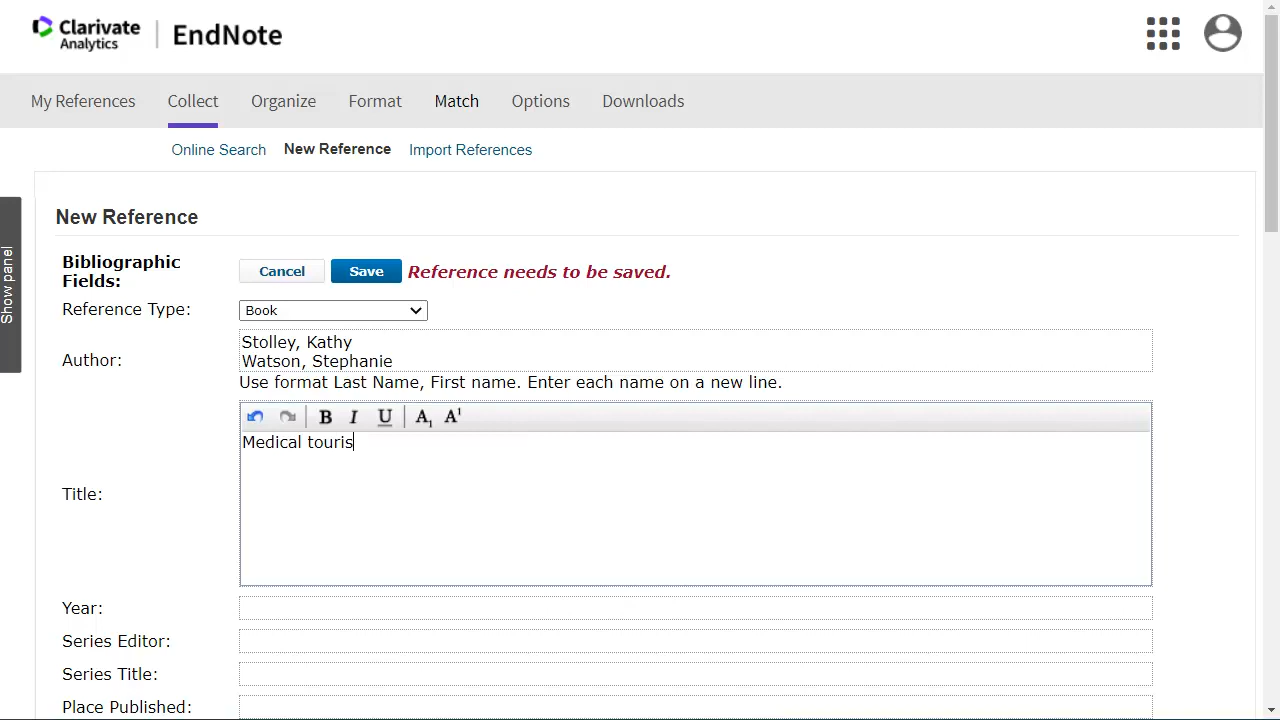 Clarivate
Analytics
EndNote
My References Collect Organize Format Match Options Downloads
Online Search New Reference Import References
Show panel
New Reference
Bibliographic
Fields:
Cancel Save Reference needs to be saved.
Reference Type: Book
Author:
Stolley, Kathy
Watson, Stephanie
Use format Last Name, First name. Enter each name on a new line.
B I U A₁ A¹
Title:
Medical touris
Year:
Series Editor:
Series Title:
Place Published: